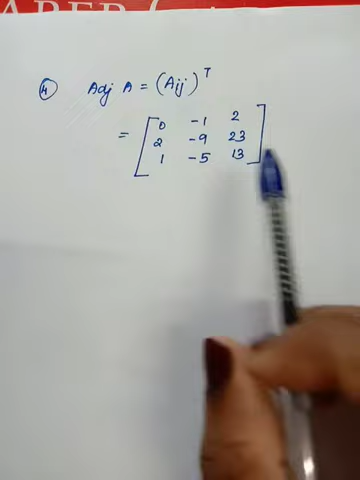 4 Adj A = (Aij)ᵀ
= [0 -1 2
2 -9 23
1 -5 13]